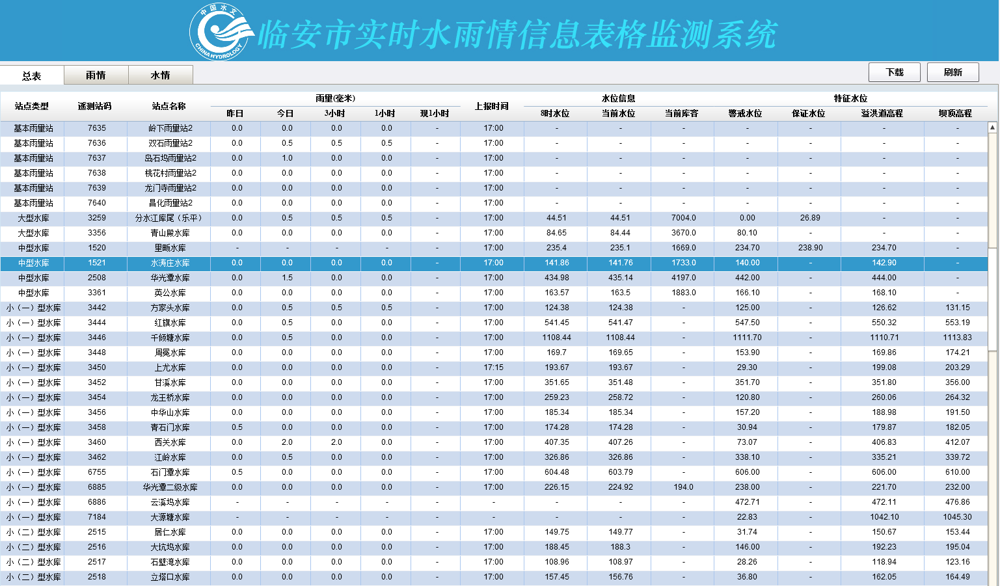 中国水文
CHINA HYDROLOGY
临安市实时水雨情信息表格监测系统
总表 雨情 水情 下载 刷新
站点类型 遥测站码 站点名称 雨量(毫米) 上报时间 水位信息 特征水位
昨日 今日 3小时 1小时 现1小时 8时水位 当前水位 当前库容 警戒水位 保证水位 溢洪道高程 坝顶高程
基本雨量站 7635 岭下雨量站2 0.0 0.0 0.0 0.0 - 17:00 - - - - - - -
基本雨量站 7636 双石雨量站2 0.0 0.5 0.5 0.5 - 17:00 - - - - - - -
基本雨量站 7637 岛石坞雨量站2 0.0 1.0 0.0 0.0 - 17:00 - - - - - - -
基本雨量站 7638 桃花村雨量站2 0.0 0.0 0.0 0.0 - 17:00 - - - - - - -
基本雨量站 7639 龙门寺雨量站2 0.0 0.0 0.0 0.0 - 17:00 - - - - - - -
基本雨量站 7640 昌化雨量站2 0.0 0.0 0.0 0.0 - 17:00 - - - - - - -
大型水库 3259 分水江库尾（乐平） 0.0 0.5 0.5 0.5 - 17:00 44.51 44.51 7004.0 0.00 26.89 - -
大型水库 3356 青山殿水库 0.0 0.0 0.0 0.0 - 17:00 84.65 84.44 3670.0 80.10 - - -
中型水库 1520 里畈水库 - - - - - 17:00 235.4 235.1 1669.0 234.70 238.90 234.70 -
中型水库 1521 水涛庄水库 0.0 0.0 0.0 0.0 - 17:00 141.86 141.76 1733.0 140.00 - 142.90 -
中型水库 2508 华光潭水库 0.0 1.5 0.0 0.0 - 17:00 434.98 435.14 4197.0 442.00 - 444.00 -
中型水库 3361 英公水库 0.0 0.0 0.0 0.0 - 17:00 163.57 163.5 1883.0 166.10 - 168.10 -
小（一）型水库 3442 方家头水库 0.0 0.5 0.5 0.5 - 17:00 124.38 124.38 - 125.00 - 126.62 131.15
小（一）型水库 3444 红旗水库 0.0 0.5 0.0 0.0 - 17:00 541.45 541.47 - 547.50 - 550.32 553.19
小（一）型水库 3446 千倾塘水库 0.0 0.5 0.0 0.0 - 17:00 1108.44 1108.44 - 1111.70 - 1110.71 1113.83
小（一）型水库 3448 周冕水库 0.0 0.0 0.0 0.0 - 17:00 169.7 169.65 - 153.90 - 169.86 174.21
小（一）型水库 3450 上尤水库 0.0 0.0 0.0 0.0 - 17:15 193.67 193.67 - 29.30 - 199.08 203.29
小（一）型水库 3452 甘溪水库 0.0 0.0 0.0 0.0 - 17:00 351.65 351.48 - 351.70 - 351.80 356.00
小（一）型水库 3454 龙王桥水库 0.0 0.0 0.0 0.0 - 17:00 259.23 258.72 - 120.80 - 260.06 264.32
小（一）型水库 3456 中华山水库 0.0 0.0 0.0 0.0 - 17:00 185.34 185.34 - 157.20 - 188.98 191.50
小（一）型水库 3458 青石门水库 0.5 0.0 0.0 0.0 - 17:00 174.28 174.28 - 30.94 - 179.87 182.05
小（一）型水库 3460 西关水库 0.0 2.0 2.0 0.0 - 17:00 407.35 407.26 - 73.07 - 406.83 412.07
小（一）型水库 3462 江岭水库 0.0 0.5 0.0 0.0 - 17:00 326.86 326.86 - 338.10 - 335.21 339.72
小（一）型水库 6755 石门潭水库 0.5 0.0 0.0 0.0 - 17:00 604.48 603.79 - 606.00 - 606.00 610.00
小（一）型水库 6885 华光潭二级水库 0.0 0.0 0.0 0.0 - 17:00 226.15 224.92 194.0 238.00 - 221.70 232.00
小（一）型水库 6886 云溪坞水库 - - - - - - - - - 472.71 - 472.11 476.86
小（一）型水库 7184 大源塘水库 - - - - - - - - - 22.83 - 1042.10 1045.30
小（二）型水库 2515 居仁水库 0.0 0.0 0.0 0.0 - 17:00 149.75 149.77 - 31.74 - 150.67 153.44
小（二）型水库 2516 大坑坞水库 0.0 0.0 0.0 0.0 - 17:00 188.45 188.3 - 146.00 - 192.23 195.04
小（二）型水库 2517 石壁湾水库 0.0 0.0 0.0 0.0 - 17:00 108.96 108.97 - 28.26 - 118.94 123.16
小（二）型水库 2518 立塔口水库 0.0 0.0 0.0 0.0 - 17:00 157.45 156.76 - 36.80 - 162.05 164.49